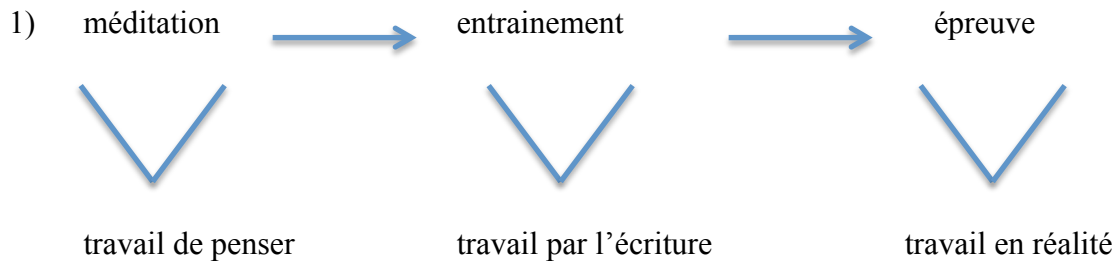 1) méditation entrainement épreuve
travail de penser travail par l’écriture travail en réalité